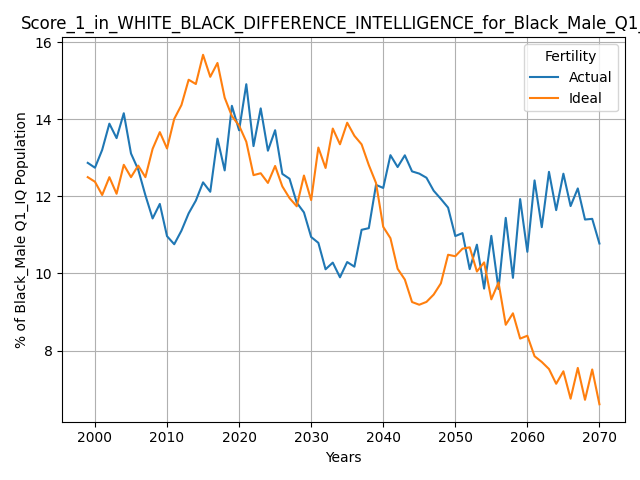 Score_1_in_WHITE_BLACK_DIFFERENCE_INTELLIGENCE_for_Black_Male_Q1_
Fertility
Actual
Ideal
% of Black_Male Q1_IQ Population
16
14
12
10
8
2000 2010 2020 2030 2040 2050 2060 2070
Years